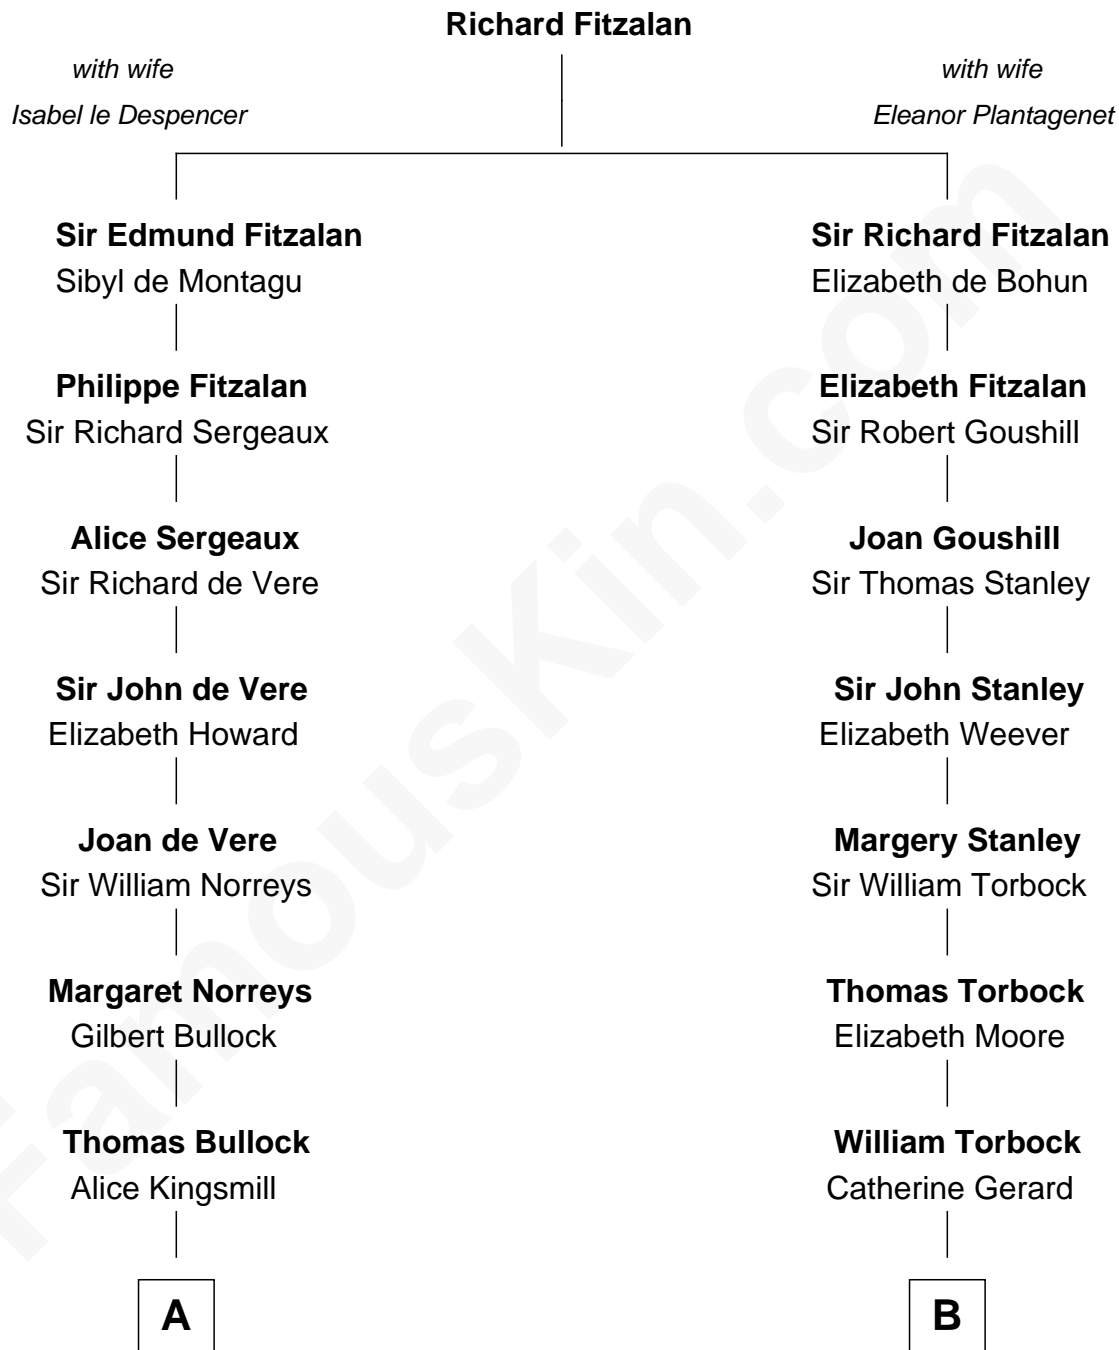 Richard Fitzalan
with wife
Isabel le Despencer
with wife
Eleanor Plantagenet
Sir Edmund Fitzalan
Sibyl de Montagu
Philippe Fitzalan
Sir Richard Sergeaux
Alice Sergeaux
Sir Richard de Vere
Sir John de Vere
Elizabeth Howard
Joan de Vere
Sir William Norreys
Margaret Norreys
Gilbert Bullock
Thomas Bullock
Alice Kingsmill
A
Sir Richard Fitzalan
Elizabeth de Bohun
Elizabeth Fitzalan
Sir Robert Goushill
Joan Goushill
Sir Thomas Stanley
Sir John Stanley
Elizabeth Weever
Margery Stanley
Sir William Torbock
Thomas Torbock
Elizabeth Moore
William Torbock
Catherine Gerard
B
FamousKin.com